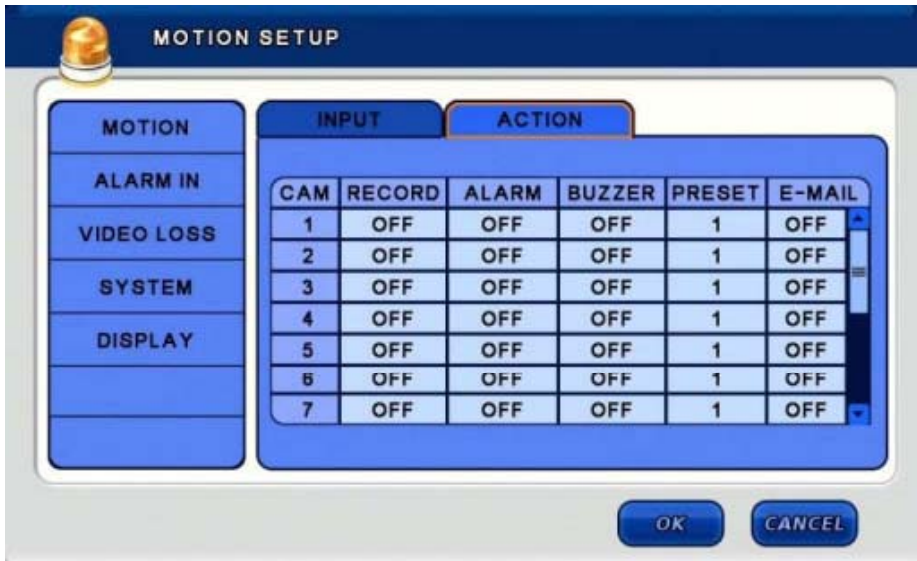 MOTION SETUP
MOTION
ALARM IN
VIDEO LOSS
SYSTEM
DISPLAY
INPUT ACTION
CAM RECORD ALARM BUZZER PRESET E-MAIL
1 OFF OFF OFF 1 OFF
2 OFF OFF OFF 1 OFF
3 OFF OFF OFF 1 OFF
4 OFF OFF OFF 1 OFF
5 OFF OFF OFF 1 OFF
6 OFF OFF OFF 1 OFF
7 OFF OFF OFF 1 OFF
OK CANCEL